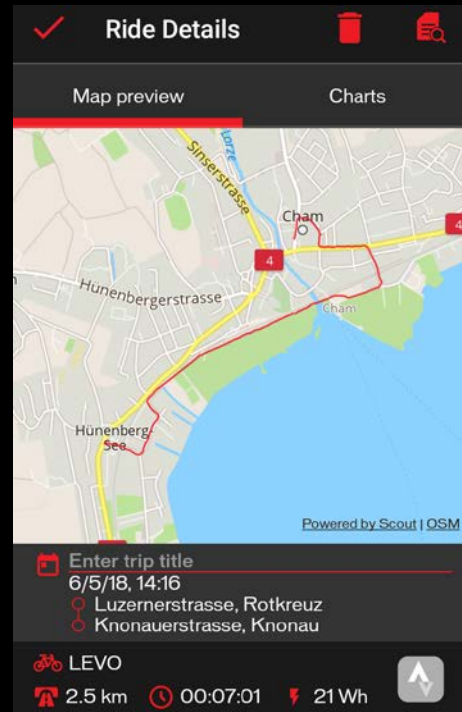 Ride Details
Map preview
Charts
Lorze
Sinserstrasse
Cham
4
4
Hünenbergerstrasse
Cham
Hünenberg-
See
Powered by Scout | OSM
Enter trip title
6/5/18, 14:16
Luzernerstrasse, Rotkreuz
Knonauerstrasse, Knonau
LEVO
2.5 km 00:07:01 21 Wh